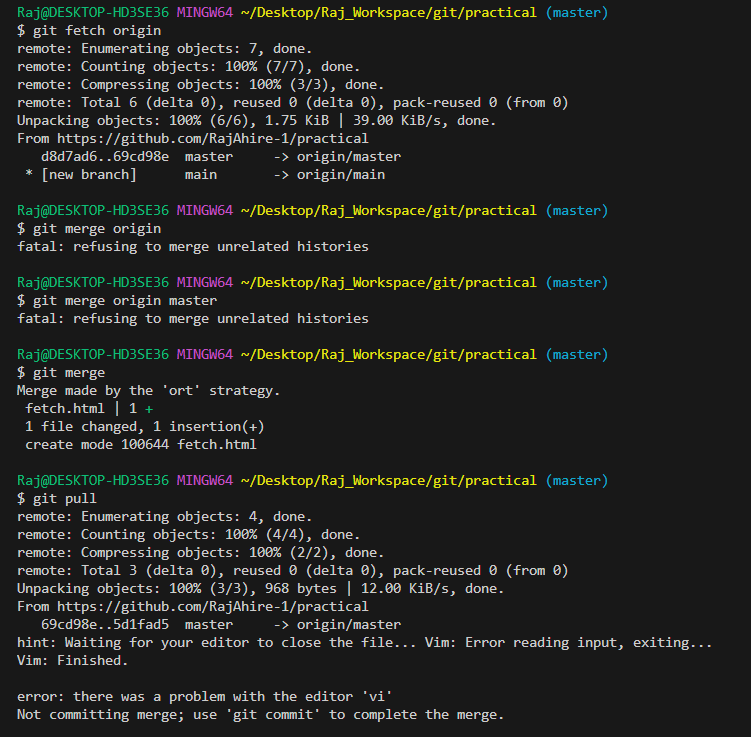 Raj@DESKTOP-HD3SE36 MINGW64 ~/Desktop/Raj_Workspace/git/practical (master)
$ git fetch origin
remote: Enumerating objects: 7, done.
remote: Counting objects: 100% (7/7), done.
remote: Compressing objects: 100% (3/3), done.
remote: Total 6 (delta 0), reused 0 (delta 0), pack-reused 0 (from 0)
Unpacking objects: 100% (6/6), 1.75 KiB | 39.00 KiB/s, done.
From https://github.com/RajAhire-1/practical
   d8d7ad6..69cd98e  master     -> origin/master
 * [new branch]      main       -> origin/main
Raj@DESKTOP-HD3SE36 MINGW64 ~/Desktop/Raj_Workspace/git/practical (master)
$ git merge origin
fatal: refusing to merge unrelated histories
Raj@DESKTOP-HD3SE36 MINGW64 ~/Desktop/Raj_Workspace/git/practical (master)
$ git merge origin master
fatal: refusing to merge unrelated histories
Raj@DESKTOP-HD3SE36 MINGW64 ~/Desktop/Raj_Workspace/git/practical (master)
$ git merge
Merge made by the 'ort' strategy.
 fetch.html | 1 +
 1 file changed, 1 insertion(+)
 create mode 100644 fetch.html
Raj@DESKTOP-HD3SE36 MINGW64 ~/Desktop/Raj_Workspace/git/practical (master)
$ git pull
remote: Enumerating objects: 4, done.
remote: Counting objects: 100% (4/4), done.
remote: Compressing objects: 100% (2/2), done.
remote: Total 3 (delta 0), reused 0 (delta 0), pack-reused 0 (from 0)
Unpacking objects: 100% (3/3), 968 bytes | 12.00 KiB/s, done.
From https://github.com/RajAhire-1/practical
   69cd98e..5d1fad5  master     -> origin/master
hint: Waiting for your editor to close the file... Vim: Error reading input, exiting...
Vim: Finished.
error: there was a problem with the editor 'vi'
Not committing merge; use 'git commit' to complete the merge.